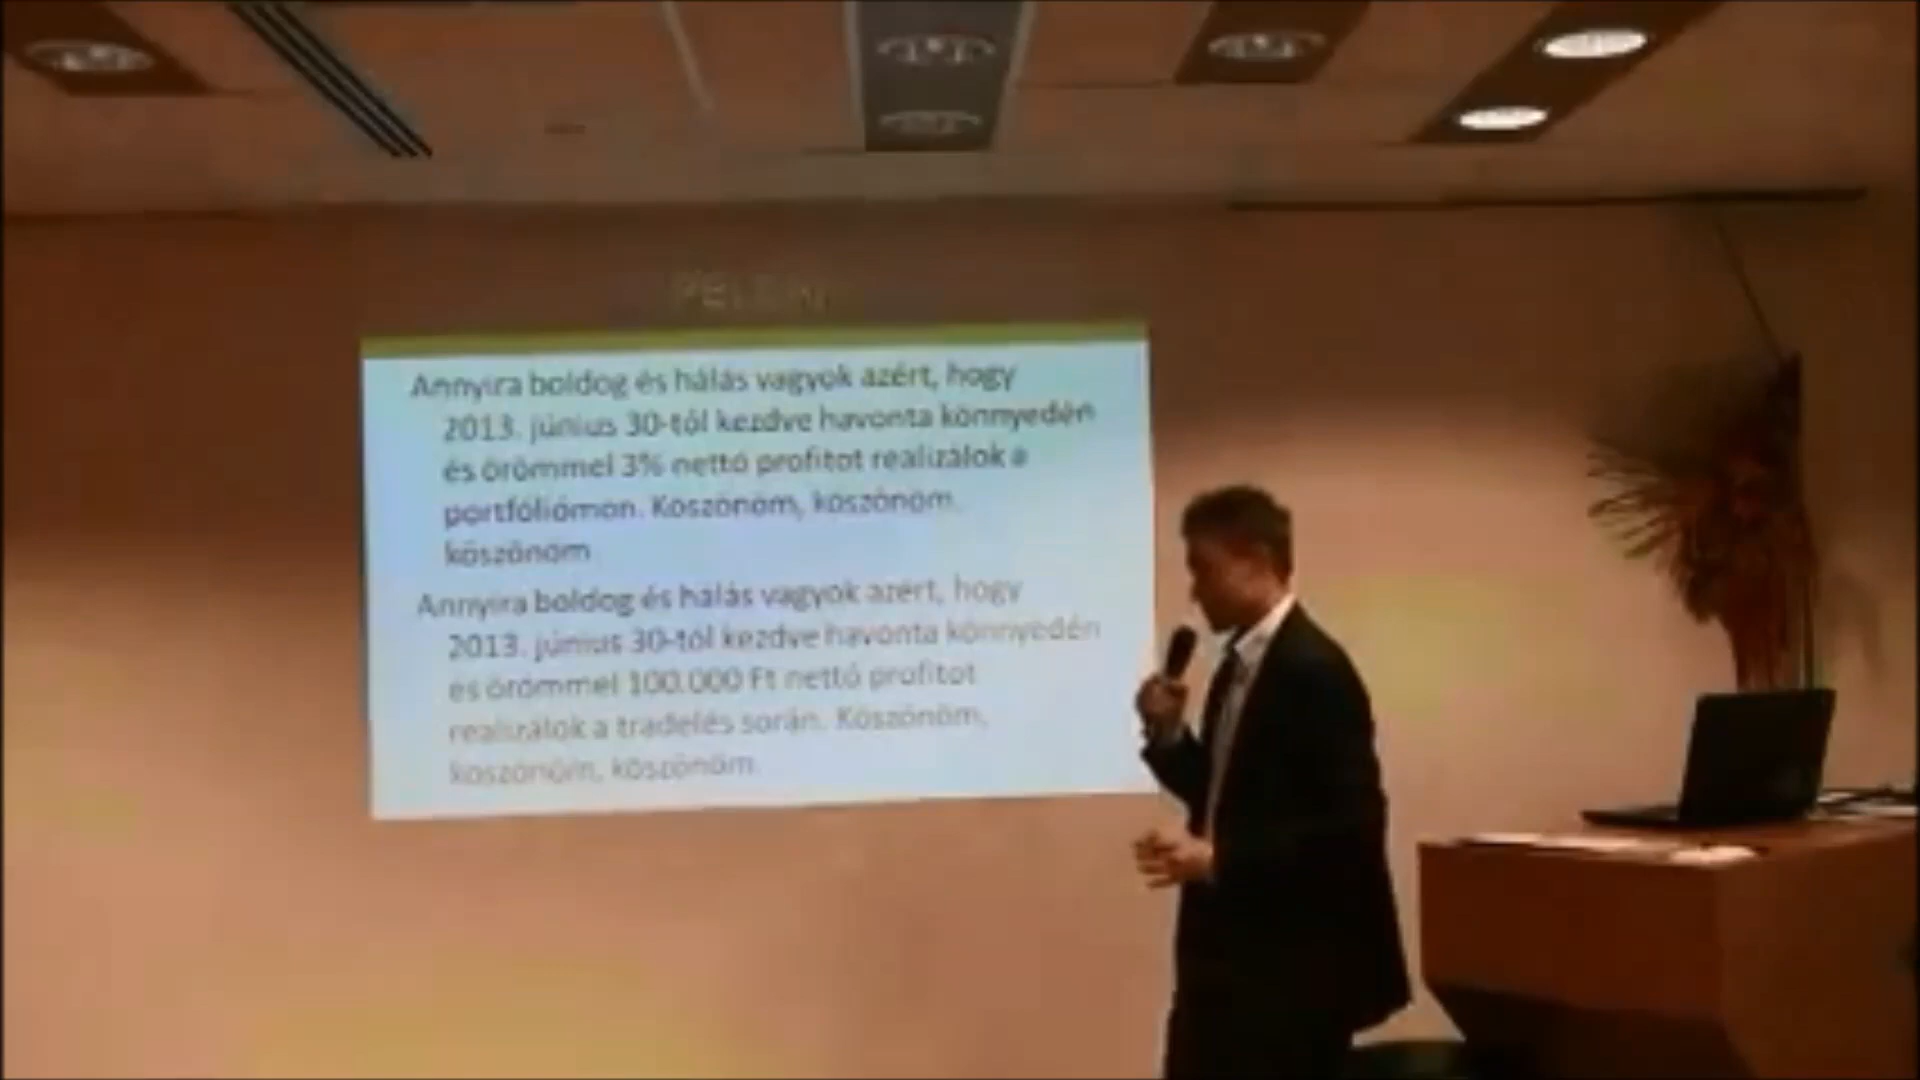 Annyira boldog és hálás vagyok azért, hogy
2013. június 30-tól kezdve havonta könnyedén
és örömmel 3% nettó profitot realizálok a
portfóliómon. Köszönöm, köszönöm,
köszönöm
Annyira boldog és hálás vagyok azért, hogy
2013. június 30-tól kezdve havonta könnyedén
és örömmel 100.000 Ft nettó profitot
realizálok a tradelés során. Köszönöm,
köszönöm, köszönöm.